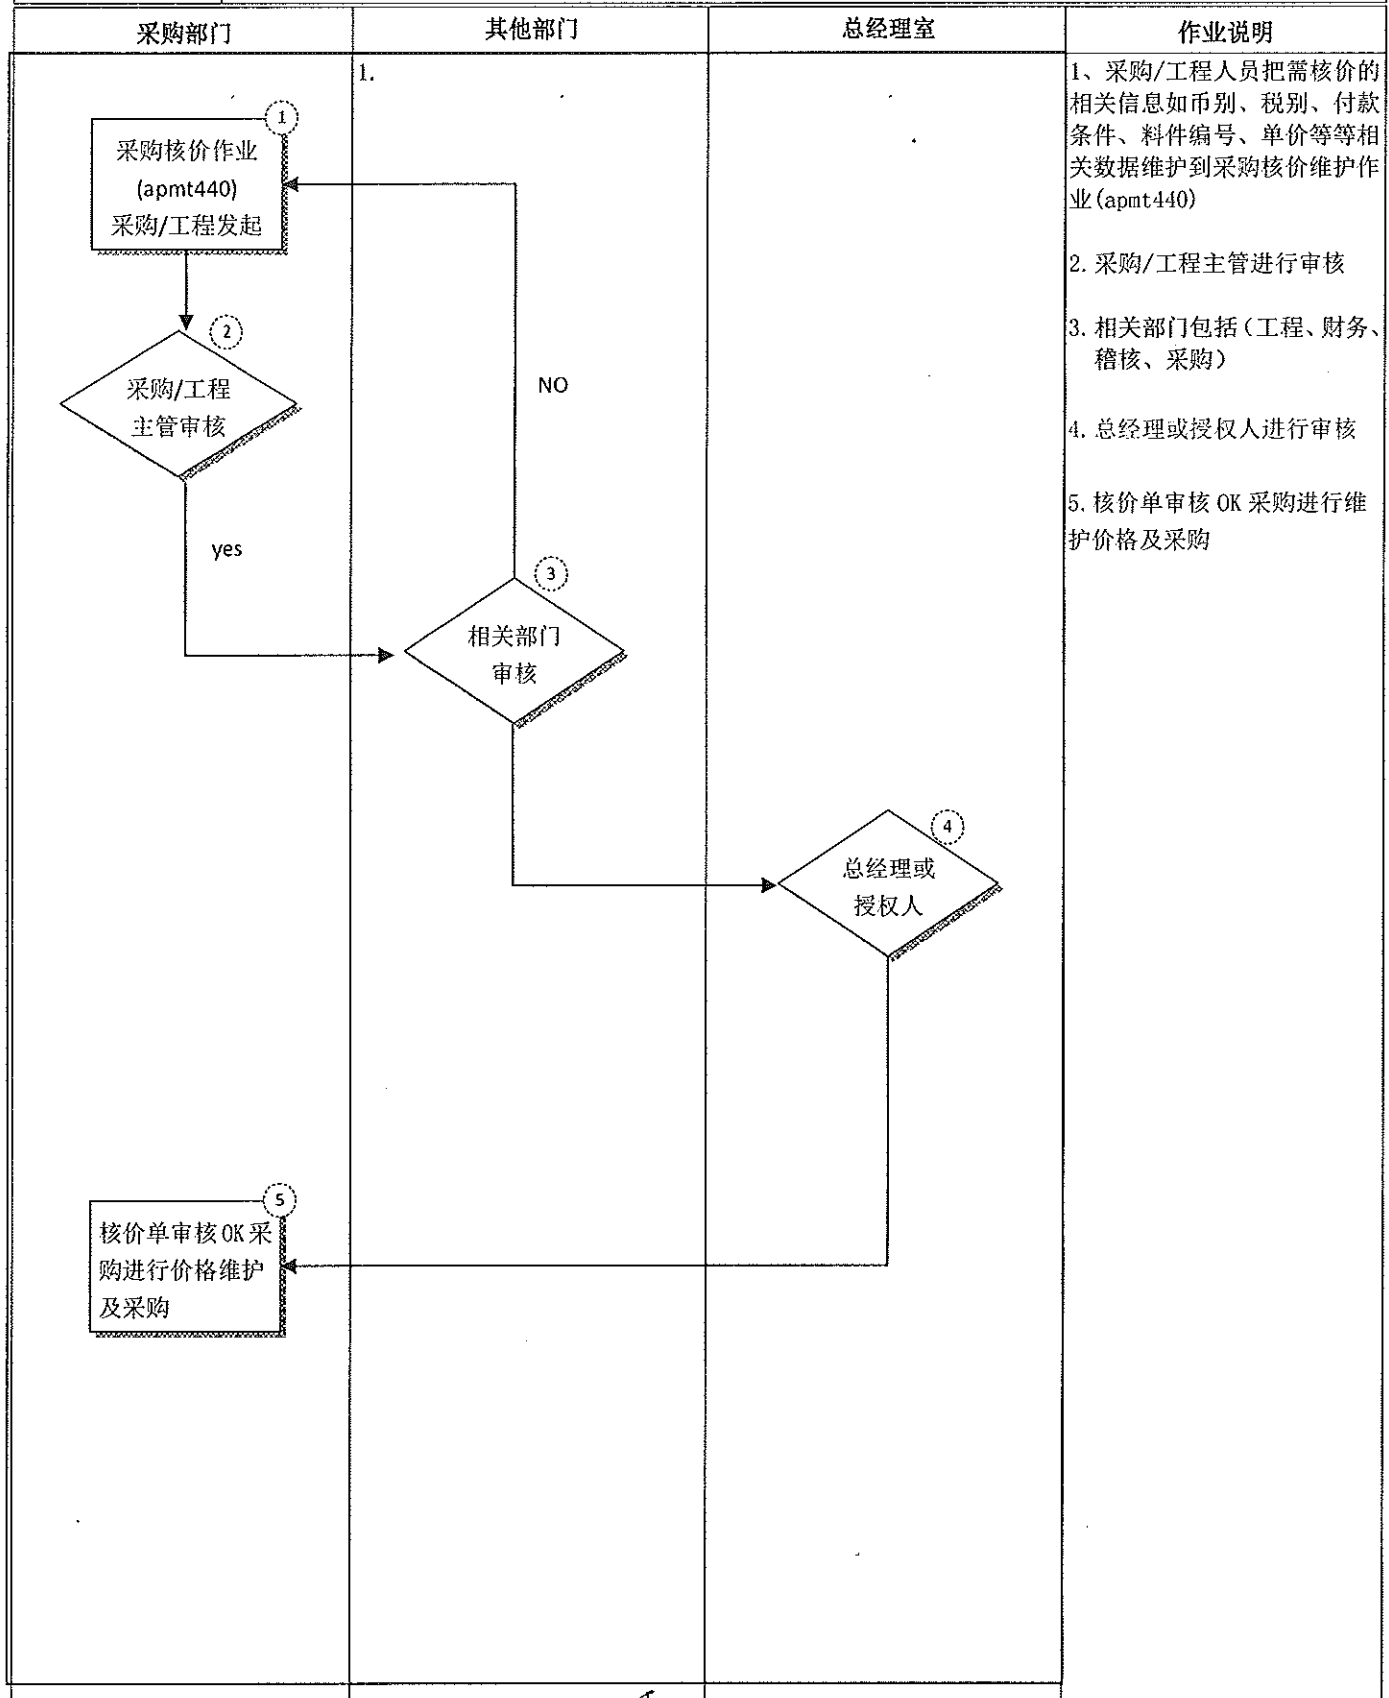 采购部门
其他部门
总经理室
作业说明
1.
1
采购核价作业
(apmt440)
采购/工程发起
2
采购/工程
主管审核
NO
yes
3
相关部门
审核
4
总经理或
授权人
5
核价单审核OK采
购进行价格维护
及采购
1、采购/工程人员把需核价的
相关信息如币别、税别、付款
条件、料件编号、单价等等相
关数据维护到采购核价维护作
业(apmt440)
2.采购/工程主管进行审核
3.相关部门包括(工程、财务、
稽核、采购)
4.总经理或授权人进行审核
5.核价单审核 OK 采购进行维
护价格及采购